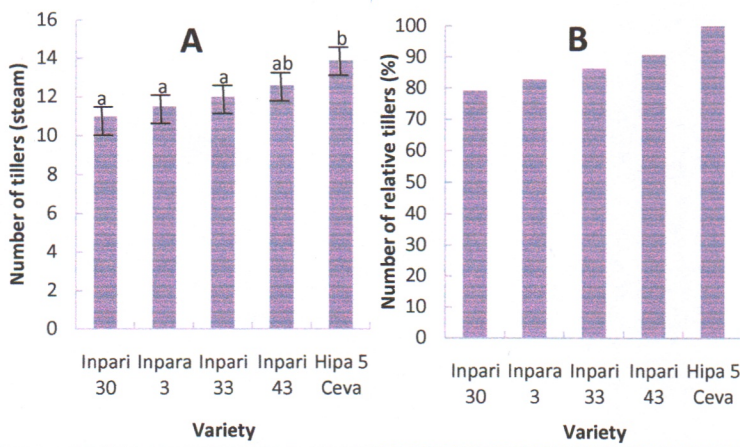 A
Number of tillers (steam)
16
14
12
10
8
6
4
2
0
a
a
a
ab
b
Inpari 30
Inpara 3
Inpari 33
Inpari 43
Hipa 5 Ceva
Variety
B
Number of relative tillers (%)
100
90
80
70
60
50
40
30
20
10
0
Inpari 30
Inpara 3
Inpari 33
Inpari 43
Hipa 5 Ceva
Variety